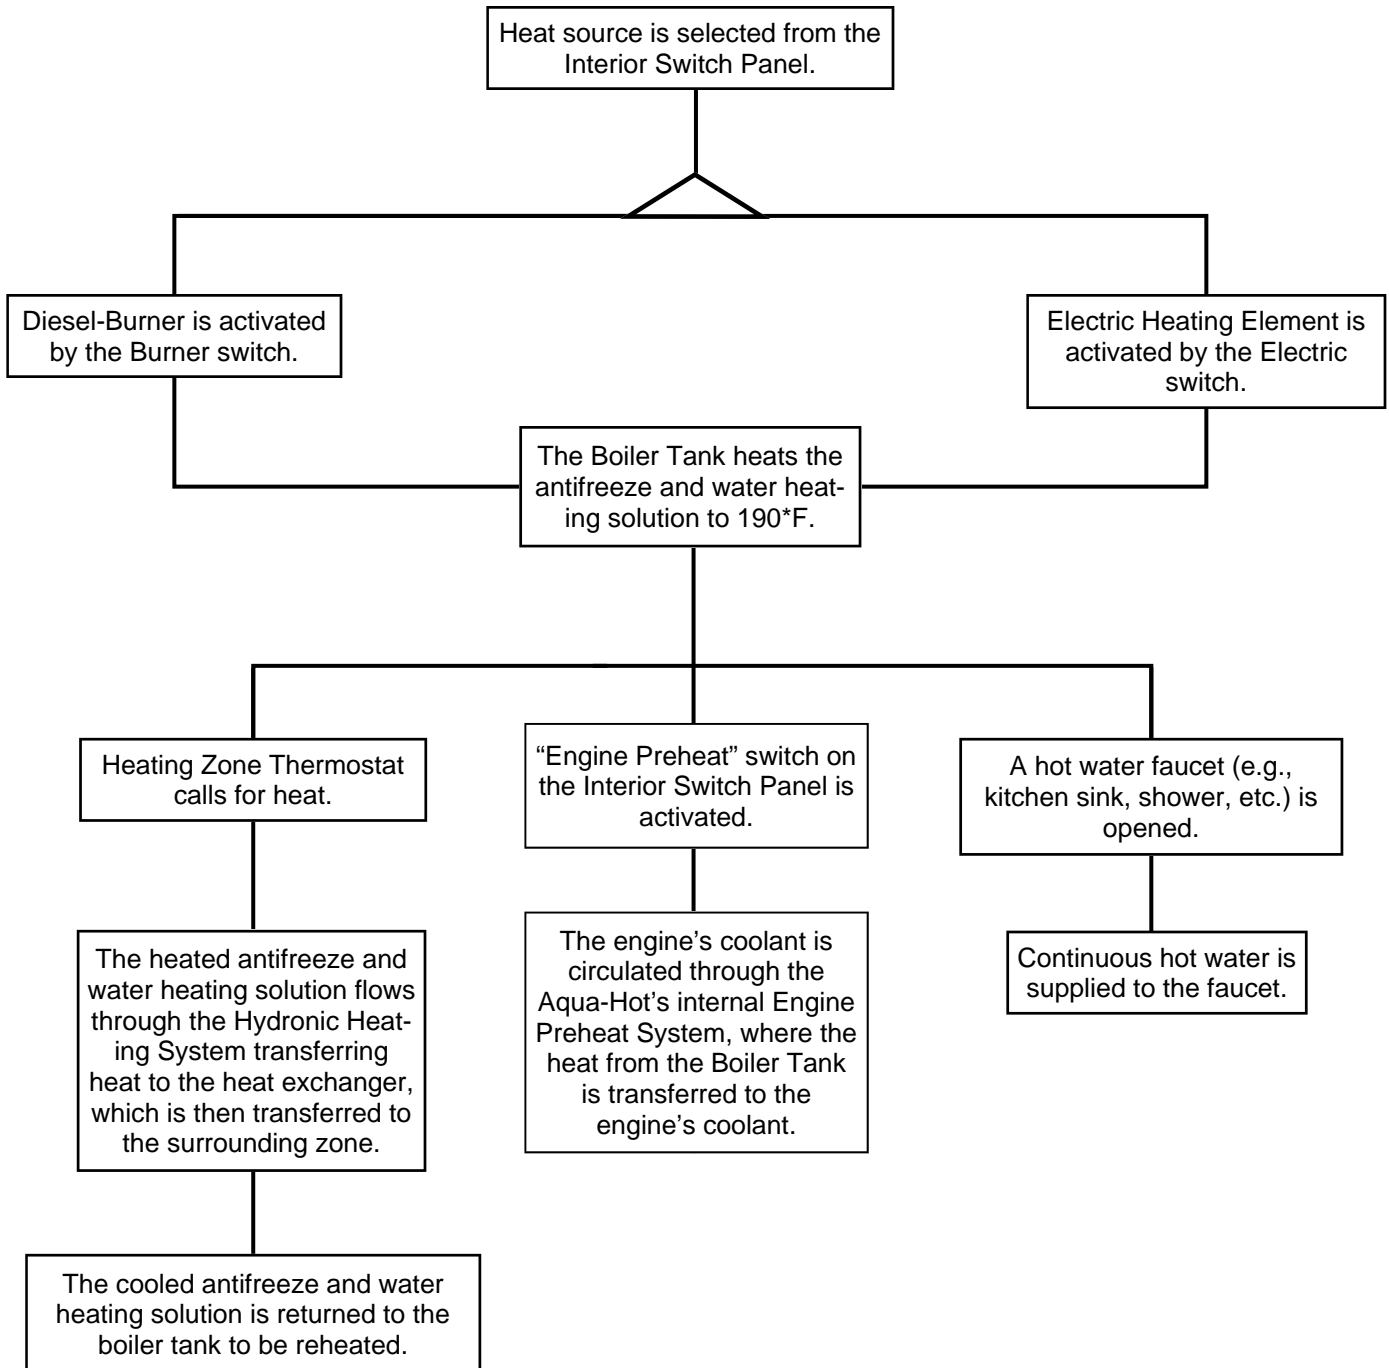 Heat source is selected from the
Interior Switch Panel.
Diesel-Burner is activated
by the Burner switch.
Electric Heating Element is
activated by the Electric
switch.
The Boiler Tank heats the
antifreeze and water heat-
ing solution to 190*F.
Heating Zone Thermostat
calls for heat.
“Engine Preheat” switch on
the Interior Switch Panel is
activated.
A hot water faucet (e.g.,
kitchen sink, shower, etc.) is
opened.
The heated antifreeze and
water heating solution flows
through the Hydronic Heat-
ing System transferring
heat to the heat exchanger,
which is then transferred to
the surrounding zone.
The engine’s coolant is
circulated through the
Aqua-Hot’s internal Engine
Preheat System, where the
heat from the Boiler Tank
is transferred to the
engine’s coolant.
Continuous hot water is
supplied to the faucet.
The cooled antifreeze and water
heating solution is returned to the
boiler tank to be reheated.